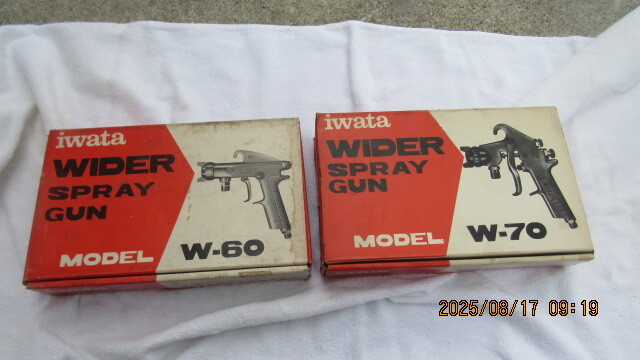 iwata
WIDER
SPRAY
GUN
MODEL W-60
iwata
WIDER
SPRAY
GUN
MODEL W-70
2025/08/17 09:19